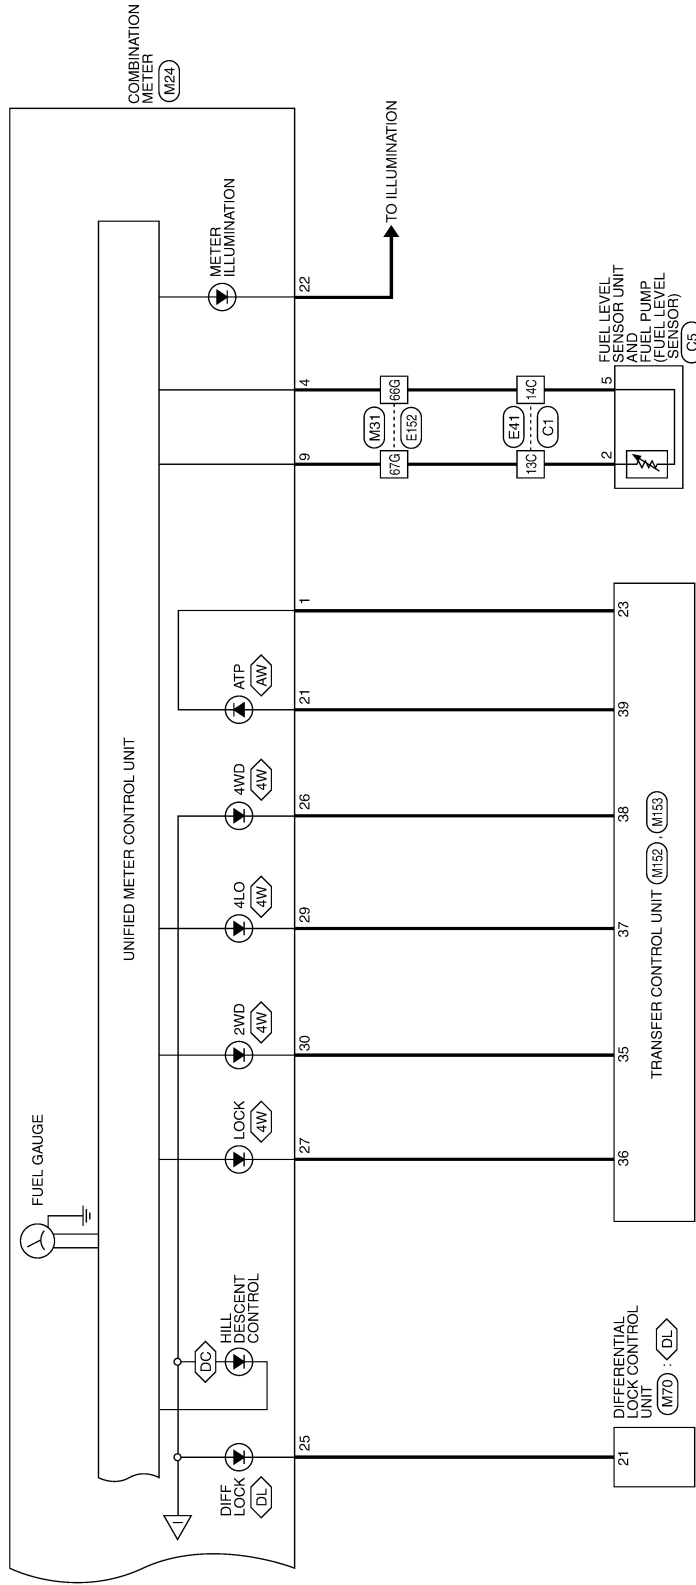 COMBINATION
METER
M24
FUEL GAUGE
UNIFIED METER CONTROL UNIT
METER
ILLUMINATION
DIFF
LOCK
DL
DC
HILL
DESCENT
CONTROL
LOCK
4W
2WD
4W
4LO
4W
4WD
4W
ATP
AW
I
25
27
30
29
26
21
1
9
4
22
TO ILLUMINATION
67G
M31
E152
66G
13C
E41
C1
14C
21
36
35
37
38
39
23
2
5
DIFFERENTIAL
LOCK CONTROL
UNIT
M70 : DL
TRANSFER CONTROL UNIT M152 , M153
FUEL LEVEL
SENSOR UNIT
AND
FUEL PUMP
(FUEL LEVEL
SENSOR)
C5